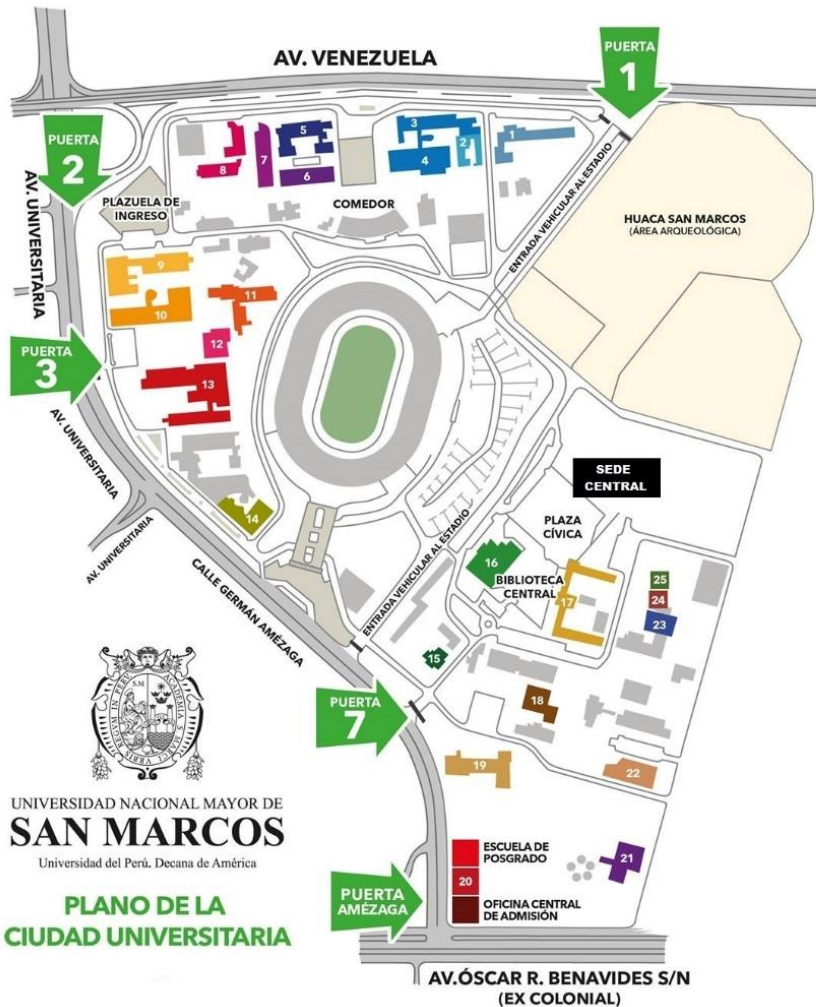 AV. VENEZUELA
PUERTA
1
PUERTA
2
AV. UNIVERSITARIA
PLAZUELA DE
INGRESO
8
7
5
6
3
4
2
1
COMEDOR
ENTRADA VEHICULAR AL ESTADIO
HUACA SAN MARCOS
(ÁREA ARQUEOLÓGICA)
9
10
11
12
13
14
PUERTA
3
AV. UNIVERSITARIA
AV. UNIVERSITARIA
CALLE GERMÁN AMÉZAGA
ENTRADA VEHICULAR AL ESTADIO
SEDE
CENTRAL
PLAZA
CÍVICA
16
BIBLIOTECA
CENTRAL
17
25
24
23
15
18
PUERTA
7
19
22
21
ESCUELA DE
POSGRADO
20
OFICINA CENTRAL
DE ADMISIÓN
PUERTA
AMÉZAGA
AV.ÓSCAR R. BENAVIDES S/N
(EX COLONIAL)
UNIVERSIDAD NACIONAL MAYOR DE
SAN MARCOS
Universidad del Perú. Decana de América
PLANO DE LA
CIUDAD UNIVERSITARIA